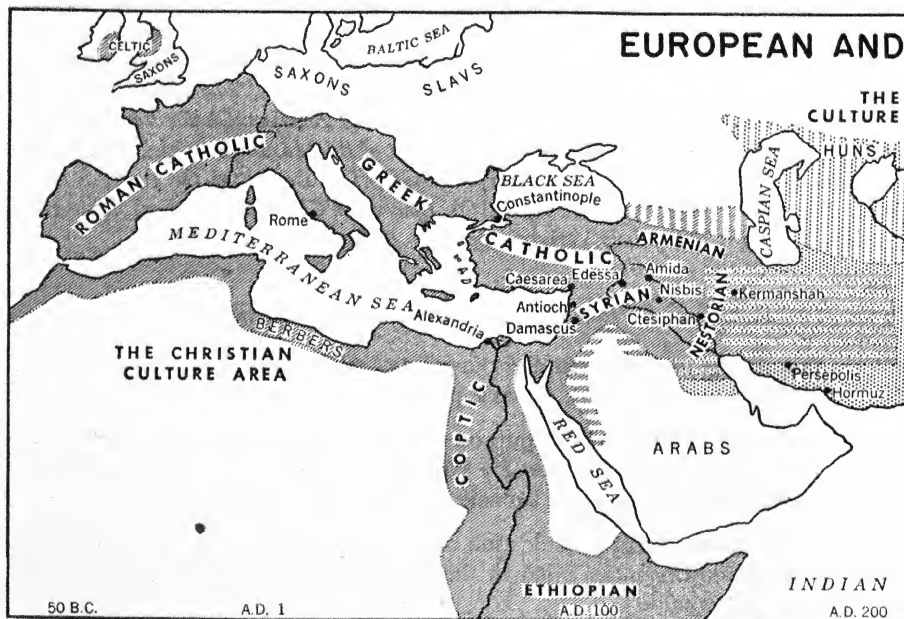 EUROPEAN AND
THE
CULTURE
CELTIC
SAXONS
BALTIC SEA
SAXONS
SLAVS
HUNS
ROMAN-CATHOLIC
GREEK
BLACK SEA
CASPIAN SEA
Constantinople
Rome
MEDITERRANEAN SEA
CATHOLIC
ARMENIAN
Caesarea
Edessa
Amida
Nisbis
Kermanshah
Antioch
SYRIAN
NESTORIAN
Alexandria
Damascus
Ctesiphan
BERBERS
THE CHRISTIAN
CULTURE AREA
Persepolis
Hormuz
COPTIC
RED SEA
ARABS
ETHIOPIAN
INDIAN
50 B.C.
A.D. 1
A.D. 100
A.D. 200